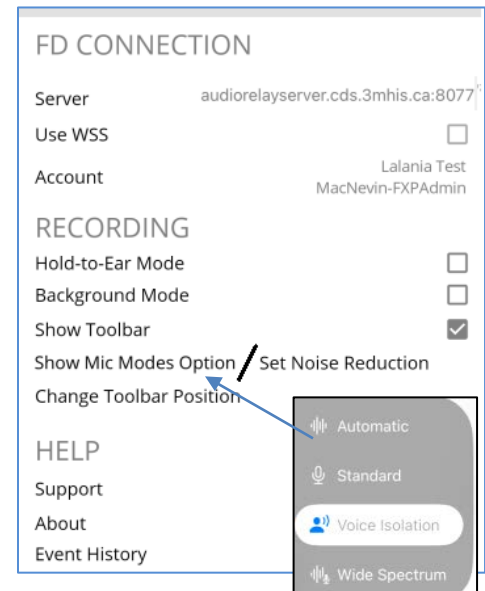 FD CONNECTION
Server audiorelayserver.cds.3mhis.ca:8077
Use WSS
Account Lalania Test
MacNevin-FXPAdmin
RECORDING
Hold-to-Ear Mode
Background Mode
Show Toolbar
Show Mic Modes Option / Set Noise Reduction
Change Toolbar Position
HELP
Support
About
Event History
Automatic
Standard
Voice Isolation
Wide Spectrum